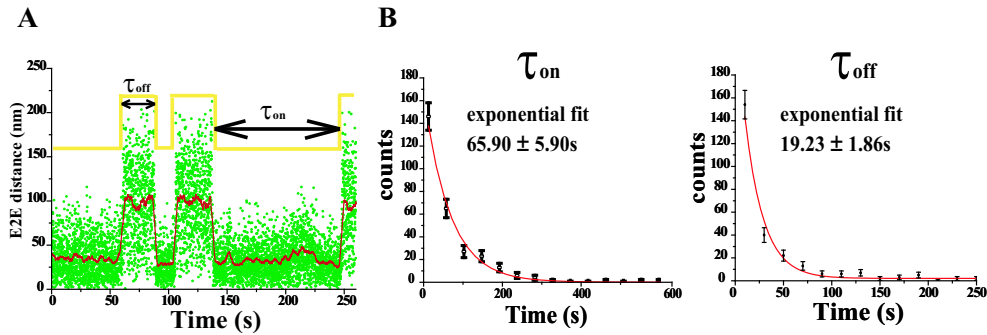 A
E2E distance (nm)
250
200
150
100
50
0
τoff
τon
0 50 100 150 200 250
Time (s)
B
τon
exponential fit
65.90 ± 5.90s
counts
180
160
140
120
100
80
60
40
20
0
0 200 400 600
Time (s)
τoff
exponential fit
19.23 ± 1.86s
counts
180
160
140
120
100
80
60
40
20
0
0 50 100 150 200 250
Time (s)